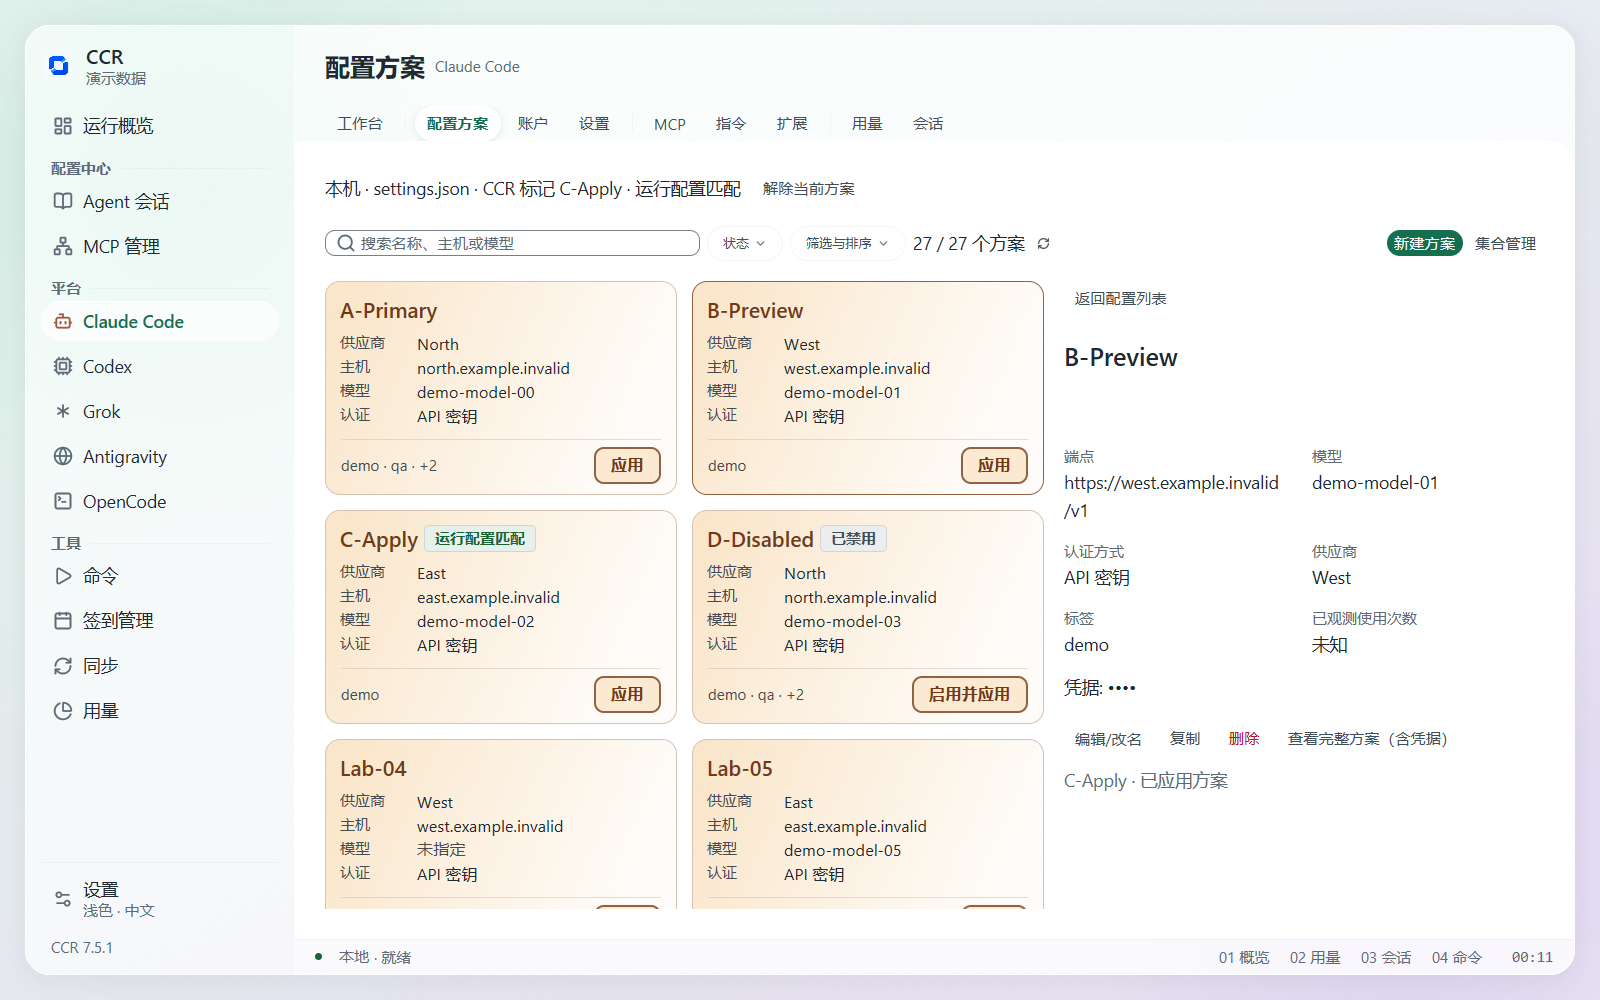 CCR
演示数据
运行概览
配置中心
Agent 会话
MCP 管理
平台
Claude Code
Codex
Grok
Antigravity
OpenCode
工具
命令
签到管理
同步
用量
设置
浅色 · 中文
CCR 7.5.1
配置方案 Claude Code
工作台 配置方案 账户 设置 MCP 指令 扩展 用量 会话
本机 · settings.json · CCR 标记 C-Apply · 运行配置匹配 解除当前方案
搜索名称、主机或模型 状态 筛选与排序 27 / 27 个方案 新建方案 集合管理
A-Primary
供应商 North
主机 north.example.invalid
模型 demo-model-00
认证 API 密钥
demo · qa · +2 应用
B-Preview
供应商 West
主机 west.example.invalid
模型 demo-model-01
认证 API 密钥
demo 应用
C-Apply 运行配置匹配
供应商 East
主机 east.example.invalid
模型 demo-model-02
认证 API 密钥
demo 应用
D-Disabled 已禁用
供应商 North
主机 north.example.invalid
模型 demo-model-03
认证 API 密钥
demo · qa · +2 启用并应用
Lab-04
供应商 West
主机 west.example.invalid
模型 未指定
认证 API 密钥
Lab-05
供应商 East
主机 east.example.invalid
模型 demo-model-05
认证 API 密钥
返回配置列表
B-Preview
端点 模型
https://west.example.invalid demo-model-01
/v1
认证方式 供应商
API 密钥 West
标签 已观测使用次数
demo 未知
凭据: ••••
编辑/改名 复制 删除 查看完整方案（含凭据）
C-Apply · 已应用方案
本地 · 就绪 01 概览 02 用量 03 会话 04 命令 00:11